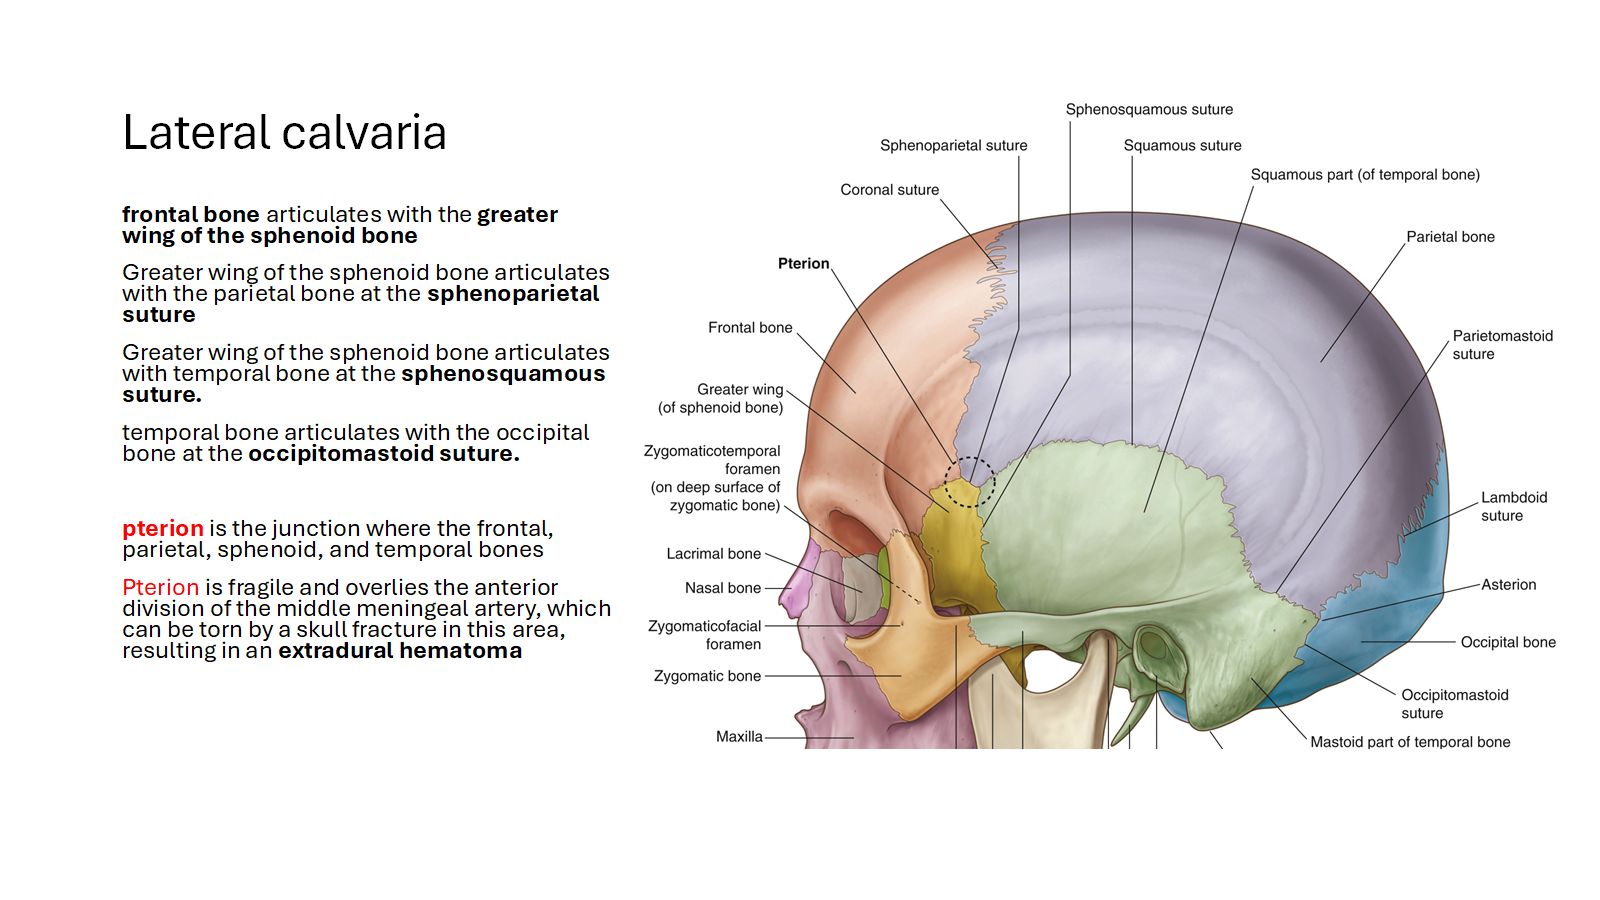 Lateral calvaria
frontal bone articulates with the greater
wing of the sphenoid bone
Greater wing of the sphenoid bone articulates
with the parietal bone at the sphenoparietal
suture
Greater wing of the sphenoid bone articulates
with temporal bone at the sphenosquamous
suture.
temporal bone articulates with the occipital
bone at the occipitomastoid suture.
pterion is the junction where the frontal,
parietal, sphenoid, and temporal bones
Pterion is fragile and overlies the anterior
division of the middle meningeal artery, which
can be torn by a skull fracture in this area,
resulting in an extradural hematoma
Sphenosquamous suture
Sphenoparietal suture
Squamous suture
Squamous part (of temporal bone)
Coronal suture
Parietal bone
Pterion
Frontal bone
Parietomastoid
suture
Greater wing
(of sphenoid bone)
Zygomaticotemporal
foramen
(on deep surface of
zygomatic bone)
Lambdoid
suture
Lacrimal bone
Nasal bone
Asterion
Zygomaticofacial
foramen
Occipital bone
Zygomatic bone
Occipitomastoid
suture
Maxilla
Mastoid part of temporal bone